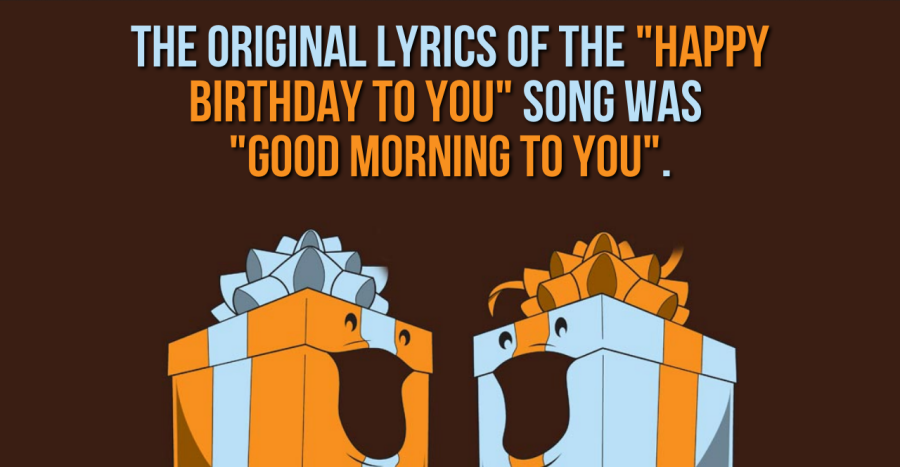 THE ORIGINAL LYRICS OF THE "HAPPY
BIRTHDAY TO YOU" SONG WAS
"GOOD MORNING TO YOU".